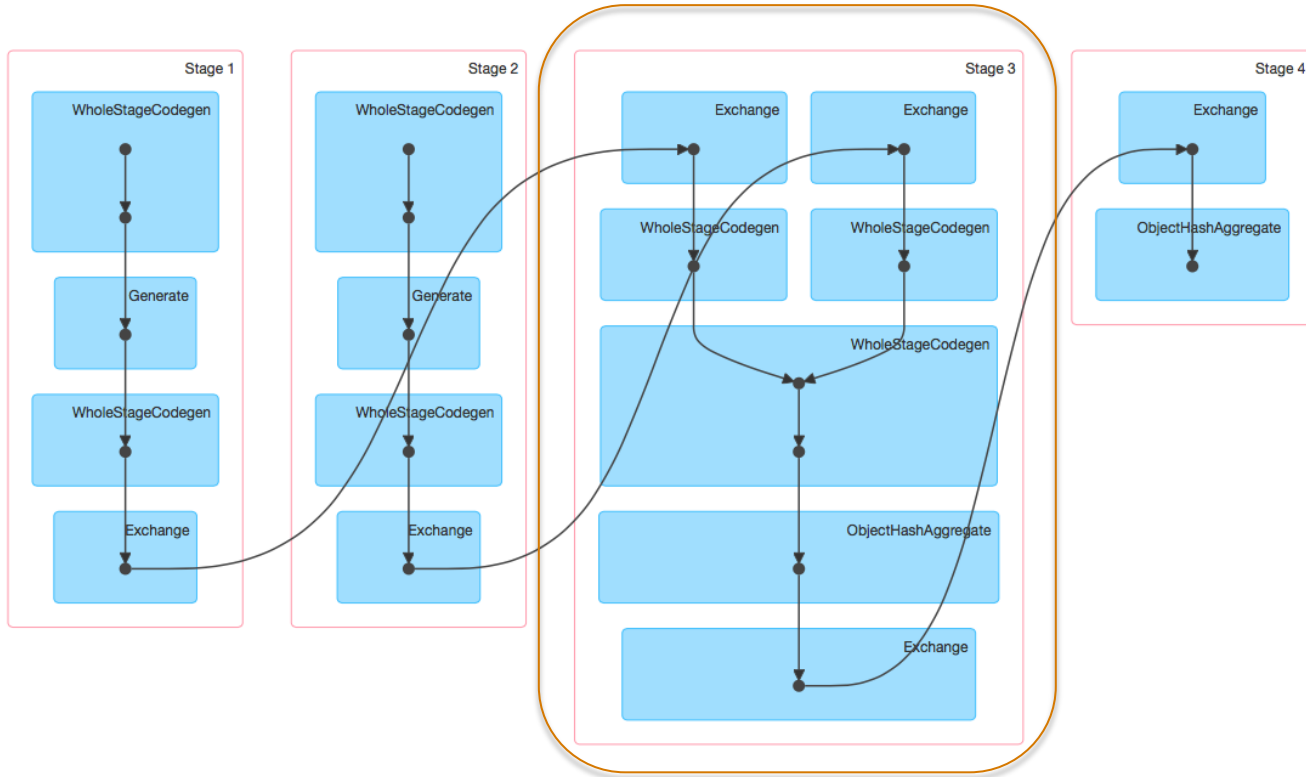 Stage 1
WholeStageCodegen
Generate
WholeStageCodegen
Exchange
Stage 2
WholeStageCodegen
Generate
WholeStageCodegen
Exchange
Stage 3
Exchange
Exchange
WholeStageCodegen
WholeStageCodegen
WholeStageCodegen
ObjectHashAggregate
Exchange
Stage 4
Exchange
ObjectHashAggregate